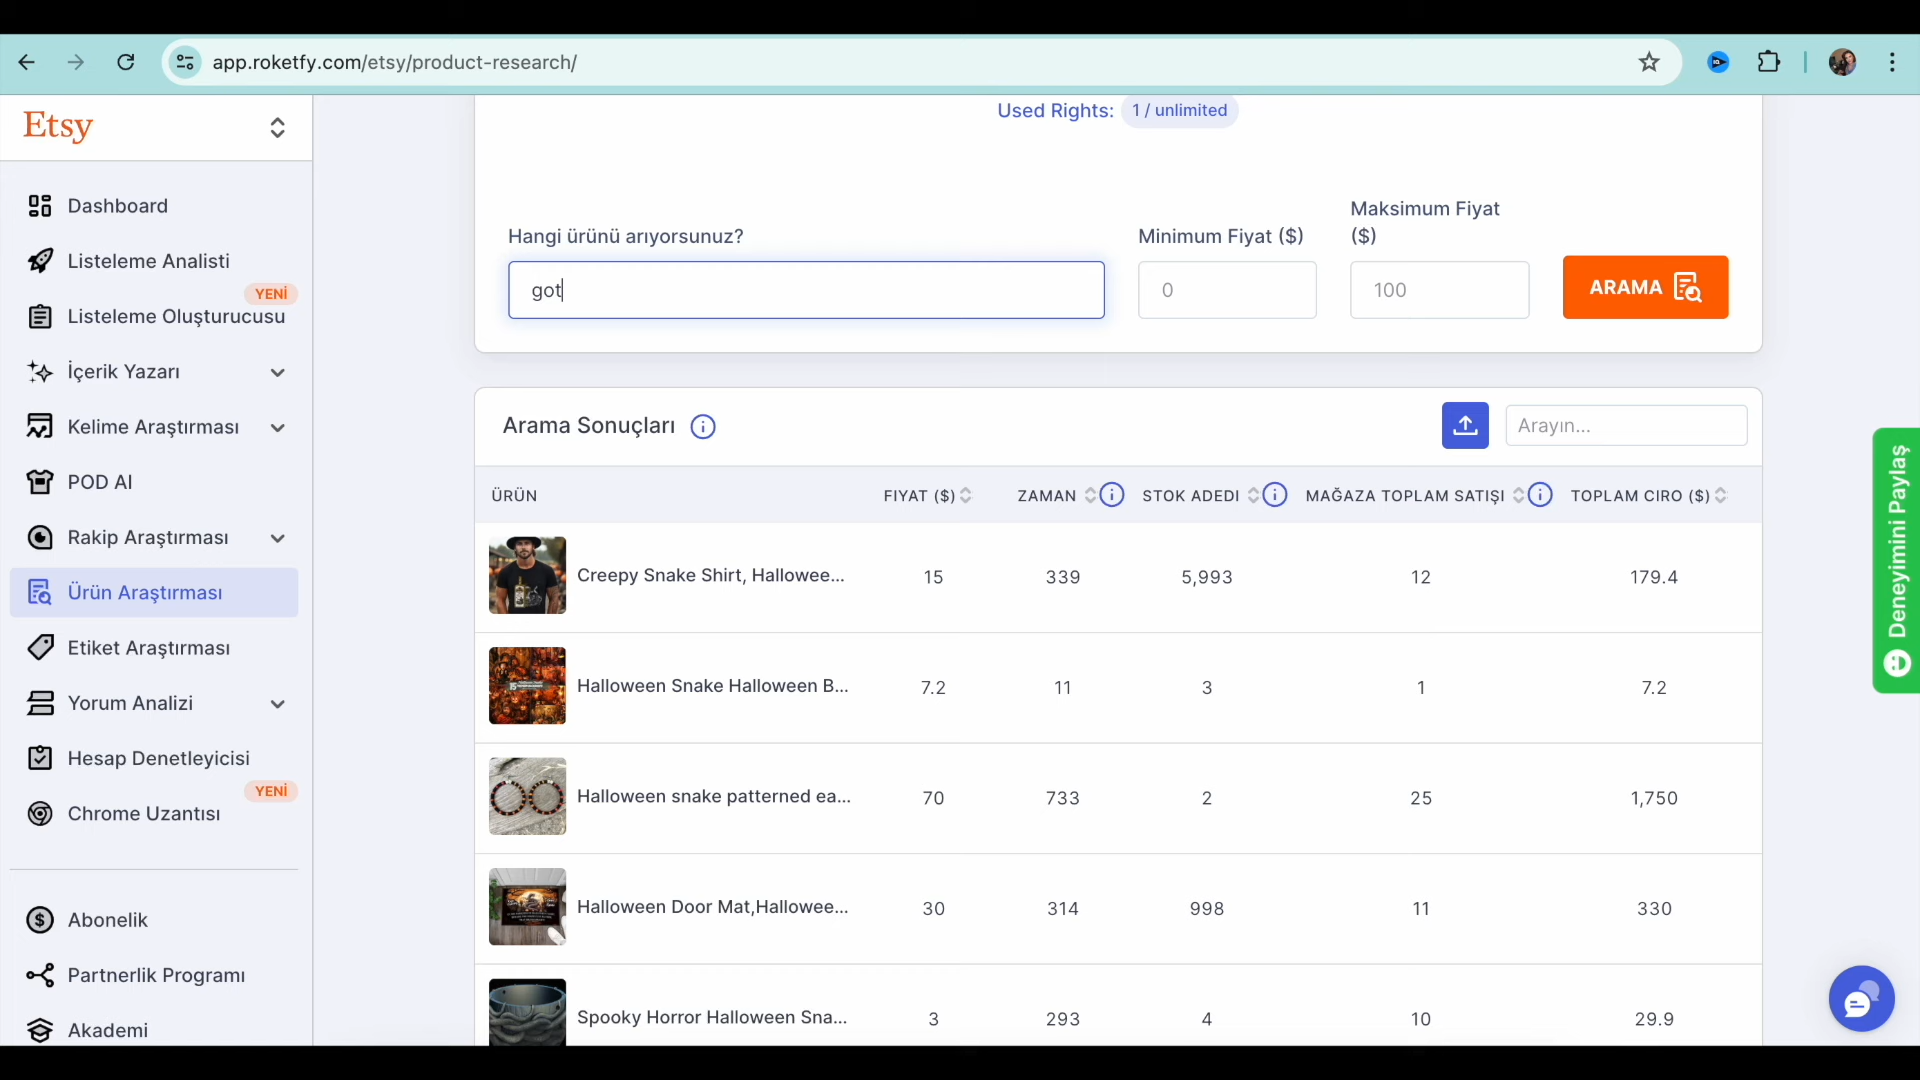 app.roketfy.com/etsy/product-research/
Etsy
Used Rights: 1 / unlimited
Dashboard
Listeleme Analisti
YENİ
Listeleme Oluşturucusu
İçerik Yazarı
Kelime Araştırması
POD AI
Rakip Araştırması
Ürün Araştırması
Etiket Araştırması
Yorum Analizi
Hesap Denetleyicisi
YENİ
Chrome Uzantısı
Abonelik
Partnerlik Programı
Akademi
Hangi ürünü arıyorsunuz?
got
Minimum Fiyat ($)
0
Maksimum Fiyat
($)
100
ARAMA
Arama Sonuçları
Arayın...
ÜRÜN FIYAT ($) ZAMAN STOK ADEDI MAĞAZA TOPLAM SATIŞI TOPLAM CIRO ($)
Creepy Snake Shirt, Hallowee... 15 339 5,993 12 179.4
Halloween Snake Halloween B... 7.2 11 3 1 7.2
Halloween snake patterned ea... 70 733 2 25 1,750
Halloween Door Mat,Hallowee... 30 314 998 11 330
Spooky Horror Halloween Sna... 3 293 4 10 29.9
Deneyimini Paylaş